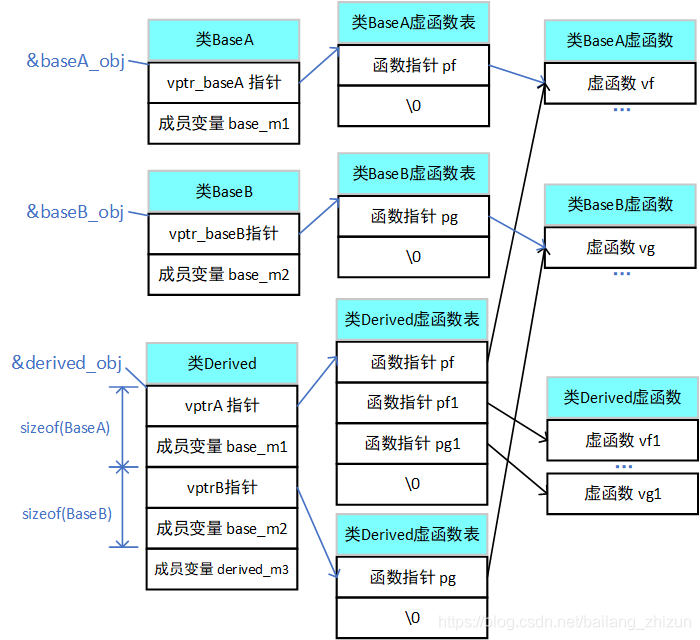 类BaseA
类BaseA虚函数表
类BaseA虚函数
&baseA_obj
vptr_baseA 指针
函数指针 pf
虚函数 vf
成员变量 base_m1
\0
...
类BaseB
类BaseB虚函数表
类BaseB虚函数
&baseB_obj
vptr_baseB指针
函数指针 pg
虚函数 vg
成员变量 base_m2
\0
...
类Derived虚函数表
&derived_obj
类Derived
函数指针 pf
vptrA 指针
函数指针 pf1
类Derived虚函数
sizeof(BaseA)
成员变量 base_m1
函数指针 pg1
虚函数 vf1
...
vptrB指针
\0
虚函数 vg1
sizeof(BaseB)
成员变量 base_m2
类Derived虚函数表
成员变量 derived_m3
函数指针 pg
\0
https://blog.csdn.net/bailang_zhizun